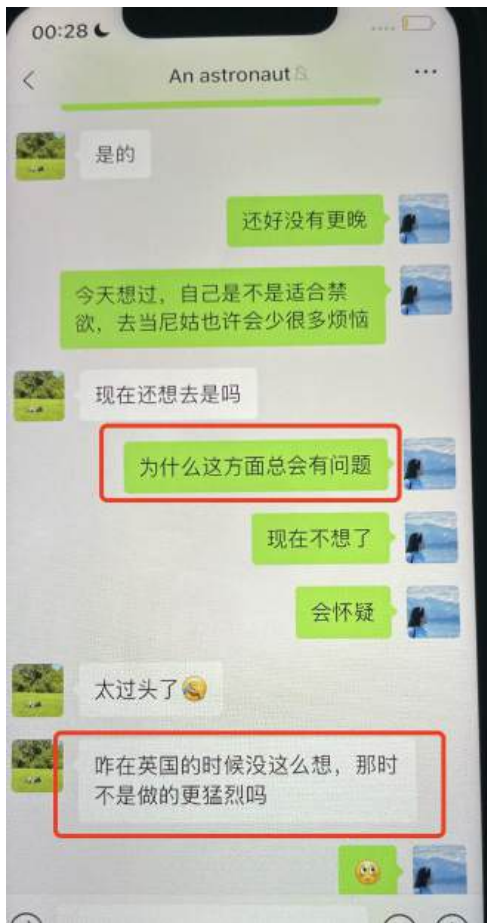 00:28
An astronaut
是的
还好没有更晚
今天想过，自己是不是适合禁
欲，去当尼姑也许会少很多烦恼
现在还想去是吗
为什么这方面总会有问题
现在不想了
会怀疑
太过头了
咋在英国的时候没这么想，那时
不是做的更猛烈吗